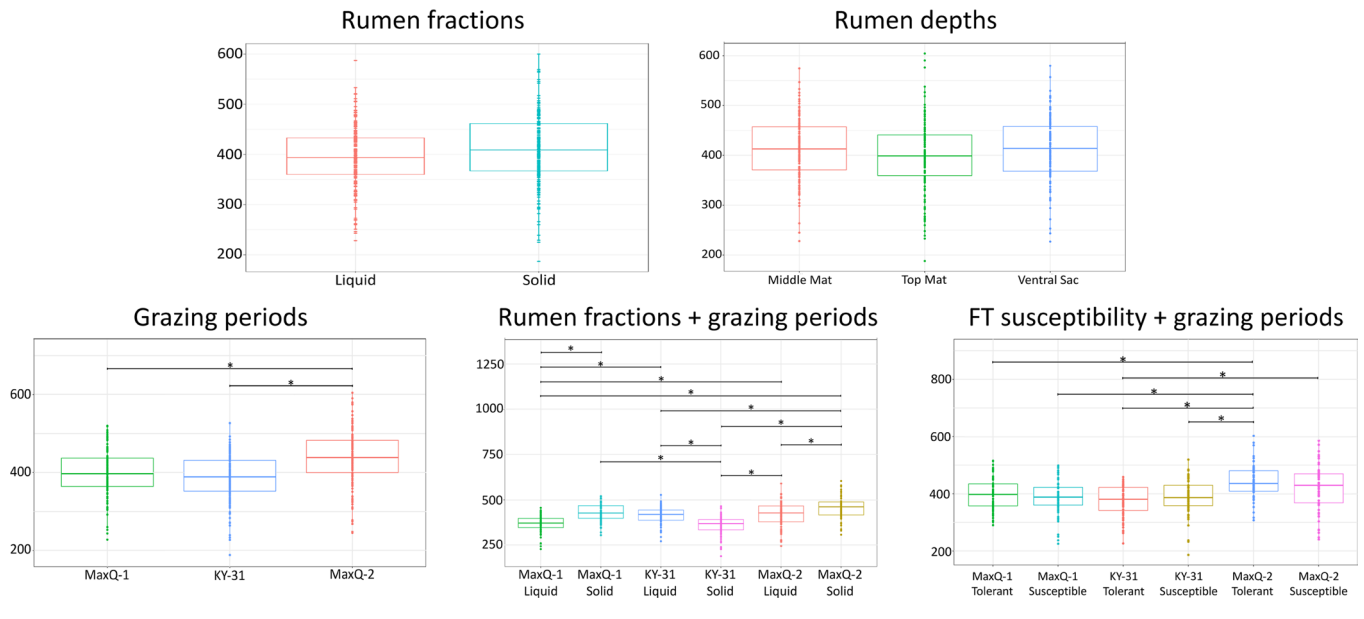 Rumen fractions
600
500
400
300
200
Liquid Solid
Rumen depths
600
500
400
300
200
Middle Mat Top Mat Ventral Sac
Grazing periods
600
400
200
* *
MaxQ-1 KY-31 MaxQ-2
Rumen fractions + grazing periods
1250
1000
750
500
250
* * * * * * * * * * *
MaxQ-1 MaxQ-1 KY-31 KY-31 MaxQ-2 MaxQ-2
Liquid Solid Liquid Solid Liquid Solid
FT susceptibility + grazing periods
800
600
400
200
* * * * *
MaxQ-1 MaxQ-1 KY-31 KY-31 MaxQ-2 MaxQ-2
Tolerant Susceptible Tolerant Susceptible Tolerant Susceptible